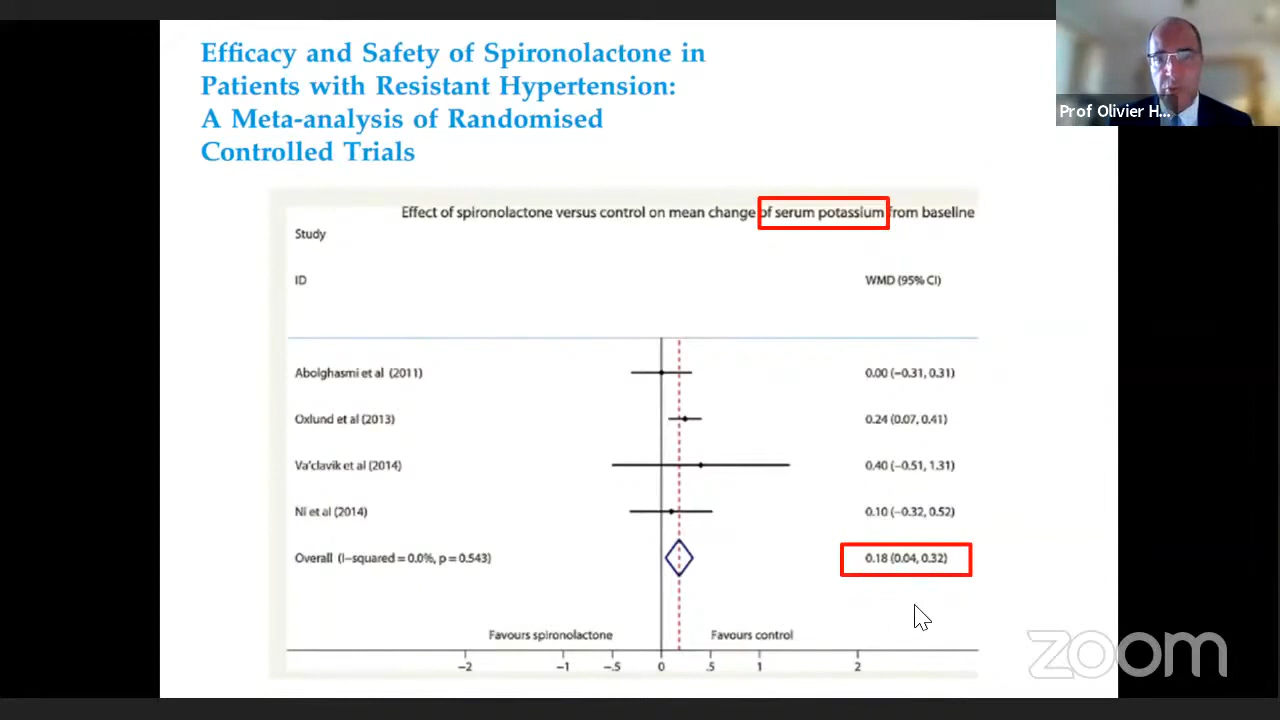 Efficacy and Safety of Spironolactone in
Patients with Resistant Hypertension:
A Meta-analysis of Randomised
Controlled Trials
Prof Olivier H...
Effect of spironolactone versus control on mean change of serum potassium from baseline
Study
ID WMD (95% CI)
Abolghasmi et al (2011) 0.00 (−0.31, 0.31)
Oxlund et al (2013) 0.24 (0.07, 0.41)
Va'clavik et al (2014) 0.40 (−0.51, 1.31)
Ni et al (2014) 0.10 (−0.32, 0.52)
Overall (I−squared = 0.0%, p = 0.543) 0.18 (0.04, 0.32)
Favours spironolactone Favours control
−2 −1 −.5 0 .5 1 2
zoom